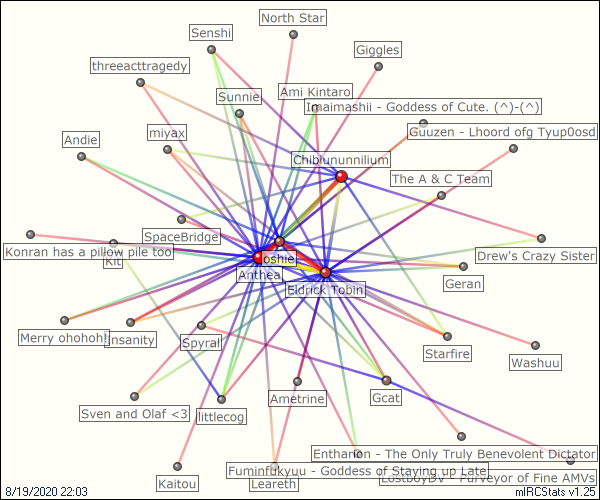 North Star
Senshi
Giggles
threeacttragedy
Ami Kintaro
Sunnie
Imaimashii - Goddess of Cute. (^)-(^)
miyax
Guuzen - Lhoord ofg Tyup0osd
Andie
Chibiununnilium
The A & C Team
SpaceBridge
Konran has a pillow pile too
Kit
Yoshie
Drew's Crazy Sister
Anthea
Geran
Eldrick Tobin
Merry ohohoh!
Insanity
Spyral
Starfire
Washuu
Ametrine
Gcat
Sven and Olaf <3
littlecog
Enthanon - The Only Truly Benevolent Dictator
Fuminfukyuu - Goddess of Staying up Late
Kaitou
Leareth
LostboyDv - Purveyor of Fine AMVs
8/19/2020 22:03
mIRCStats v1.25